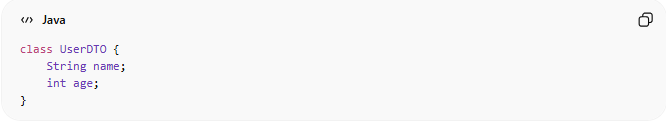 Java
class UserDTO {
    String name;
    int age;
}